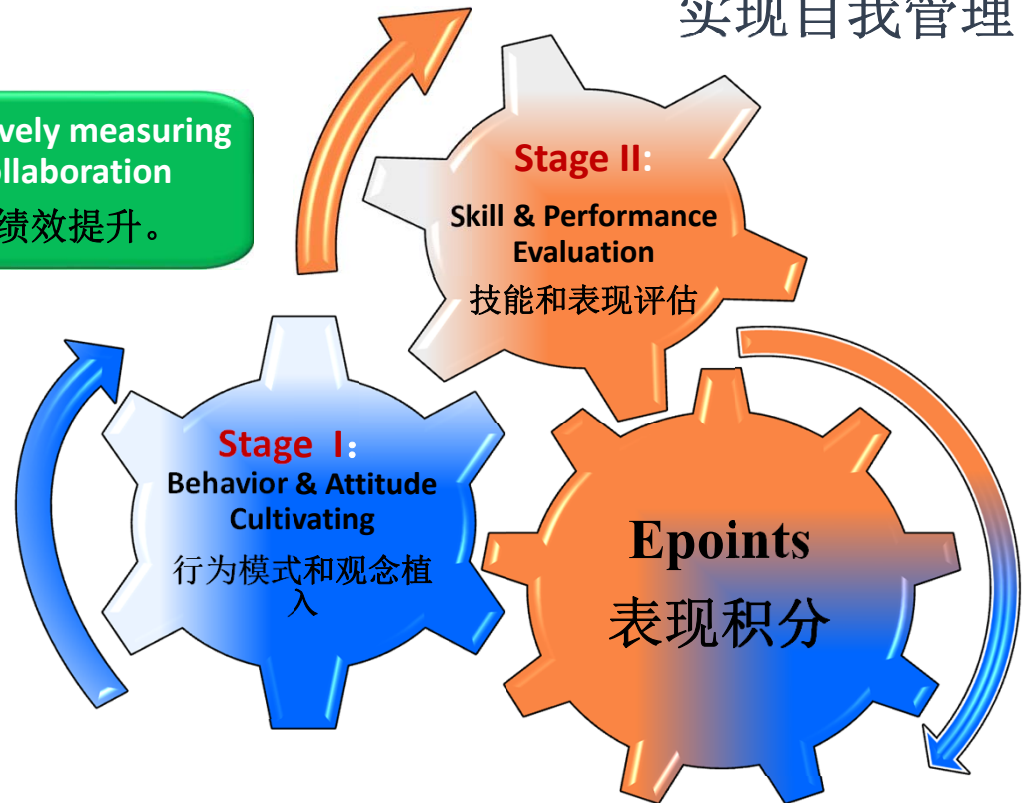 实现自我管理
vely measuring
llaboration
绩效提升。
Stage II:
Skill & Performance
Evaluation
技能和表现评估
Stage I：
Behavior & Attitude
Cultivating
行为模式和观念植
入
Epoints
表现积分